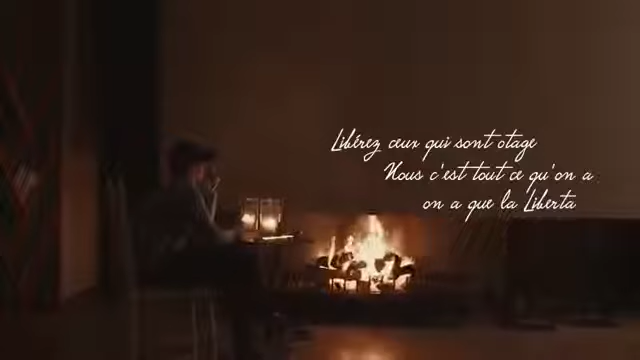 Libérez ceux qui sont otage
Nous c'est tout ce qu'on a
on a que la Liberta